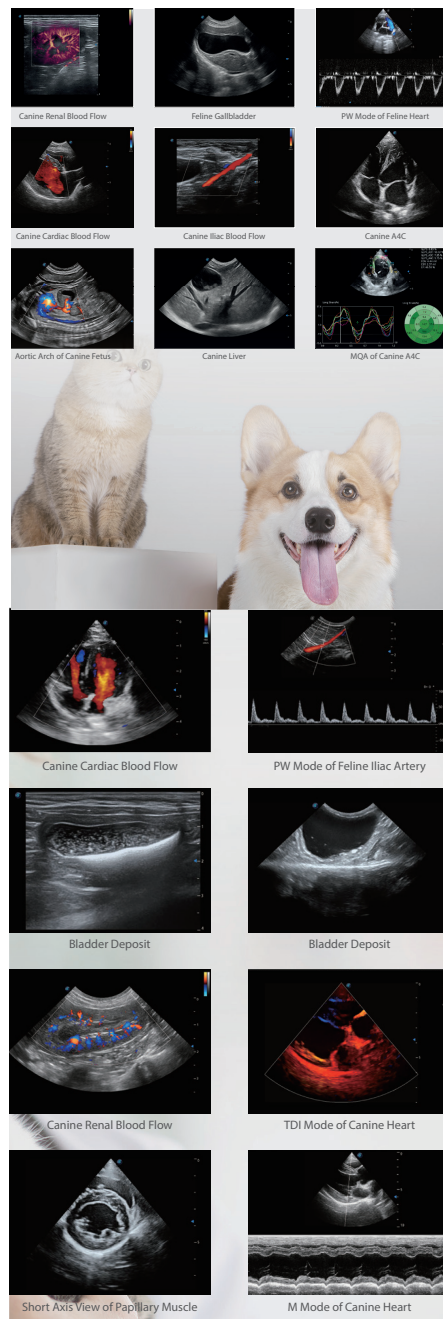 Canine Renal Blood Flow
Feline Gallbladder
PW Mode of Feline Heart
Canine Cardiac Blood Flow
Canine Iliac Blood Flow
Canine A4C
Aortic Arch of Canine Fetus
Canine Liver
MQA of Canine A4C
Canine Cardiac Blood Flow
PW Mode of Feline Iliac Artery
Bladder Deposit
Bladder Deposit
Canine Renal Blood Flow
TDI Mode of Canine Heart
Short Axis View of Papillary Muscle
M Mode of Canine Heart